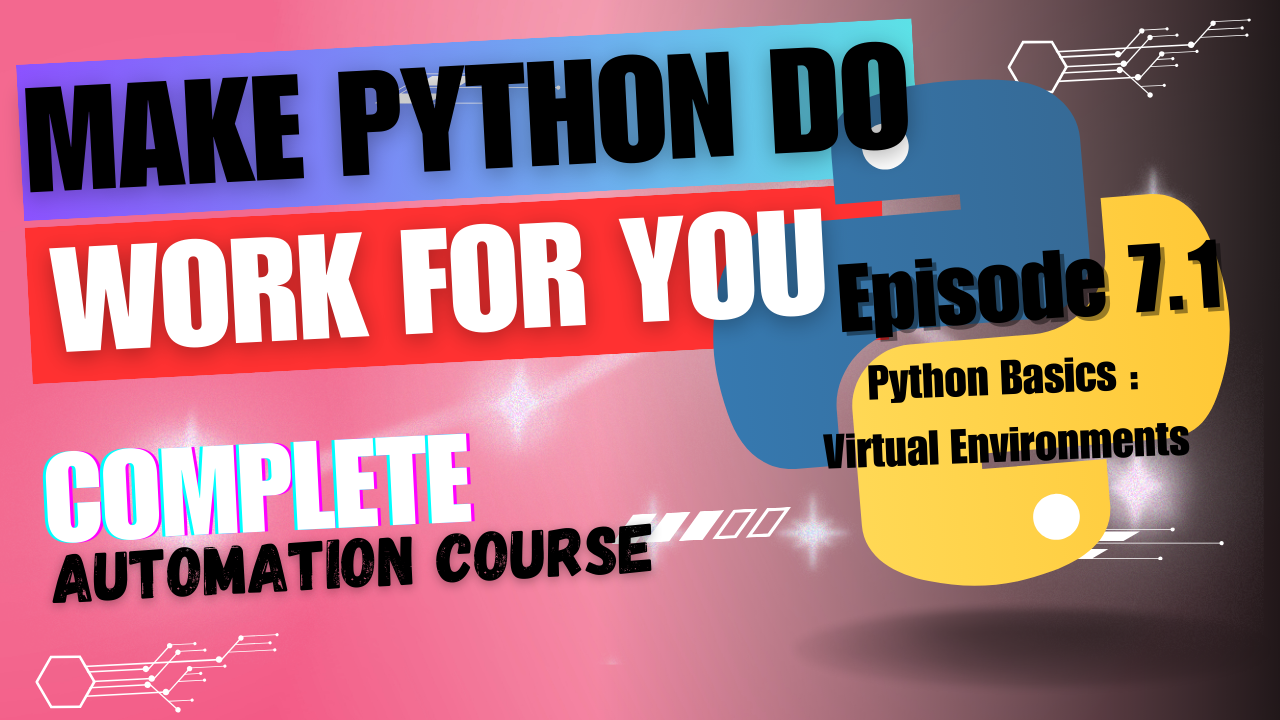 MAKE PYTHON DO
WORK FOR YOU
Episode 7.1
Python Basics :
Virtual Environments
COMPLETE
AUTOMATION COURSE